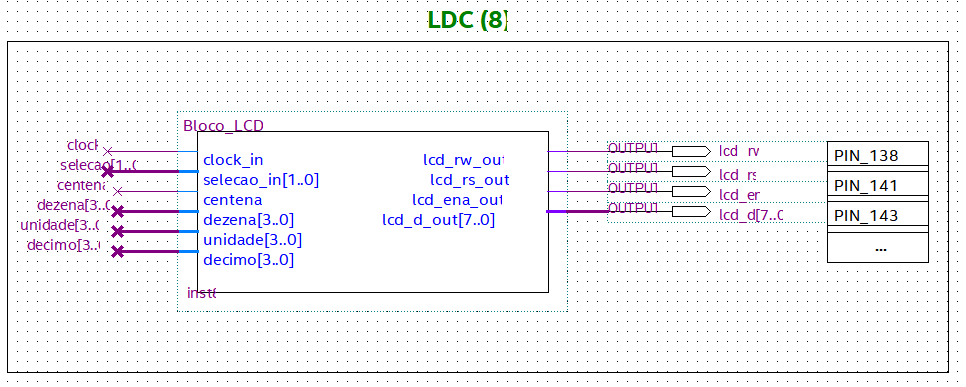 LDC (8)
Bloco_LCD
clock
selecao[1..0
centena
dezena[3..0
unidade[3..0
decimo[3..0
clock_in
selecao_in[1..0]
centena
dezena[3..0]
unidade[3..0]
decimo[3..0]
lcd_rw_out
lcd_rs_out
lcd_ena_out
lcd_d_out[7..0]
inst6
OUTPUT
OUTPUT
OUTPUT
OUTPUT
lcd_rw
lcd_rs
lcd_en
lcd_d[7..0
PIN_138
PIN_141
PIN_143
...